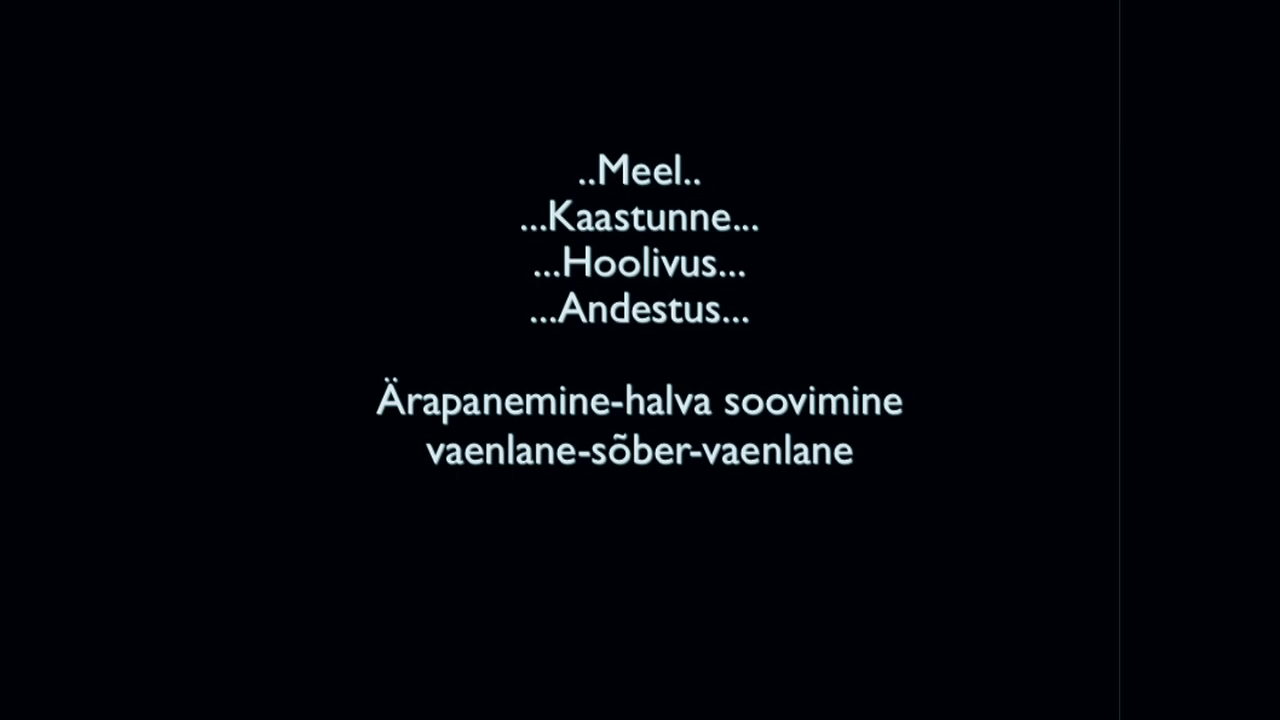 ..Meel..
...Kaastunne...
...Hoolivus...
...Andestus...
Ärapanemine-halva soovimine
vaenlane-sõber-vaenlane